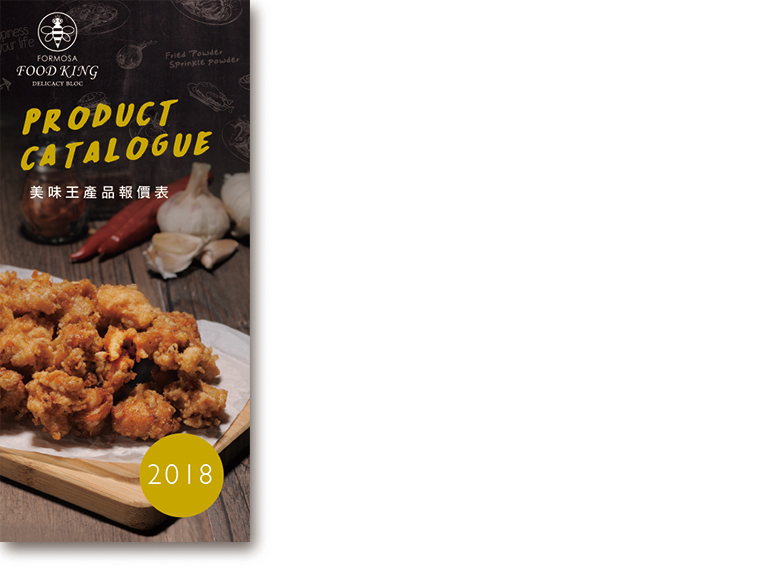 FORMOSA
FOOD KING
DELICACY BLOC
Fried Powder
Sprinkle powder
PRODUCT
CATALOGUE
美味王產品報價表
2018